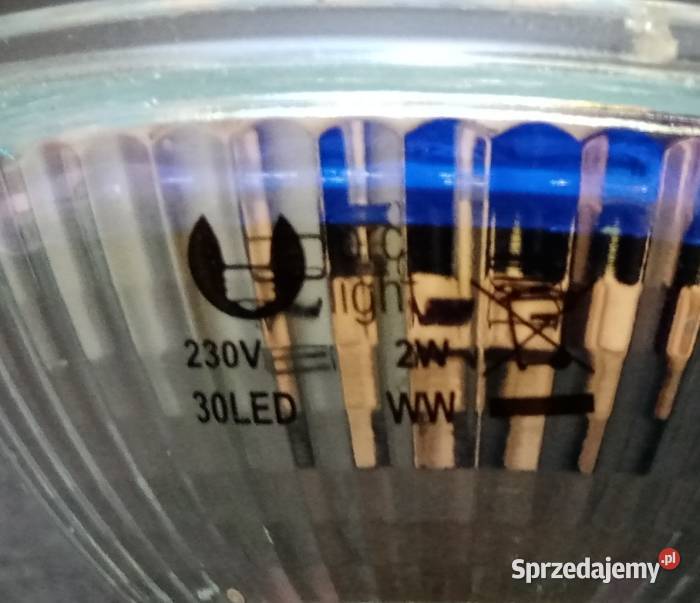 light
230V 2W
30LED WW
Sprzedajemy.pl